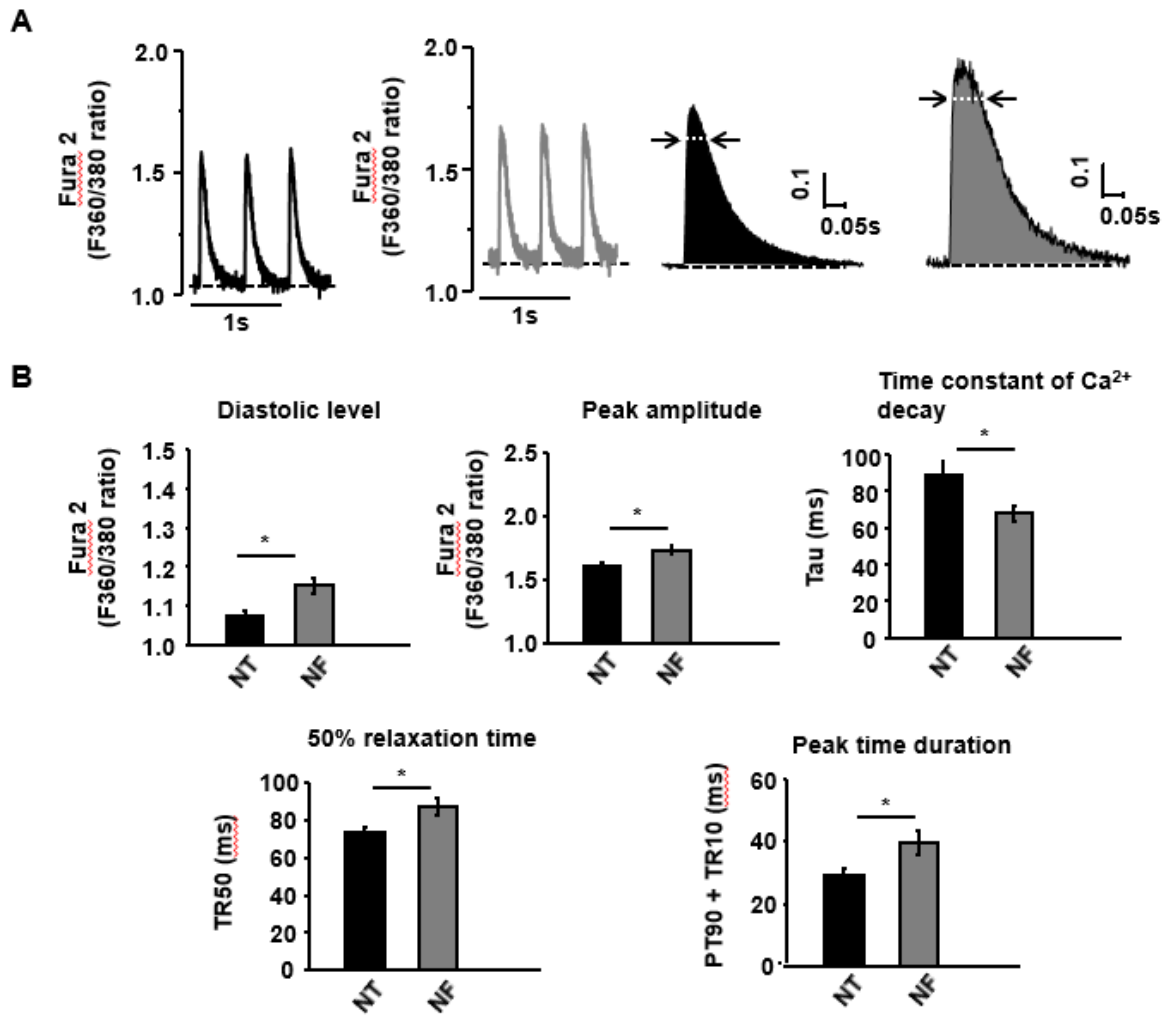 A
2.0
1.5
1.0
Fura 2
(F360/380 ratio)
1s
2.0
1.5
1.0
Fura 2
(F360/380 ratio)
1s
0.1
0.05s
0.1
0.05s
B
Diastolic level
1.5
1.4
1.3
1.2
1.1
1.0
Fura 2
(F360/380 ratio)
*
NT
NF
Peak amplitude
2.5
2.0
1.5
1.0
Fura 2
(F360/380 ratio)
*
NT
NF
Time constant of Ca²⁺
decay
100
80
60
40
20
0
Tau (ms)
*
NT
NF
50% relaxation time
100
80
60
40
20
0
TR50 (ms)
*
NT
NF
Peak time duration
60
40
20
0
PT90 + TR10 (ms)
*
NT
NF